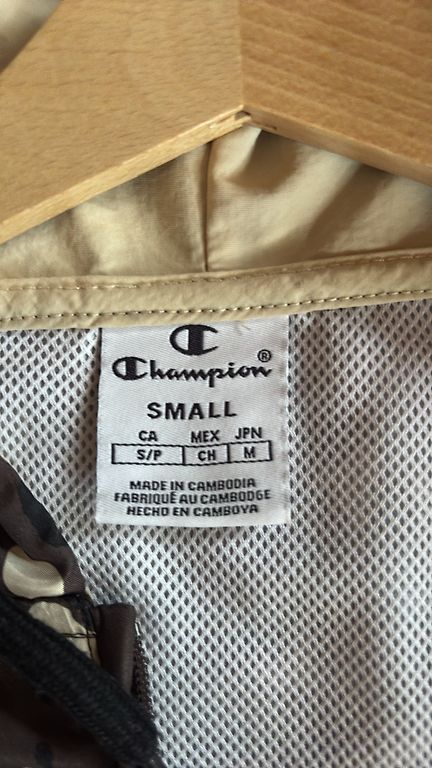 Champion®
SMALL
CA MEX JPN
S/P CH M
MADE IN CAMBODIA
FABRIQUÉ AU CAMBODGE
HECHO EN CAMBOYA